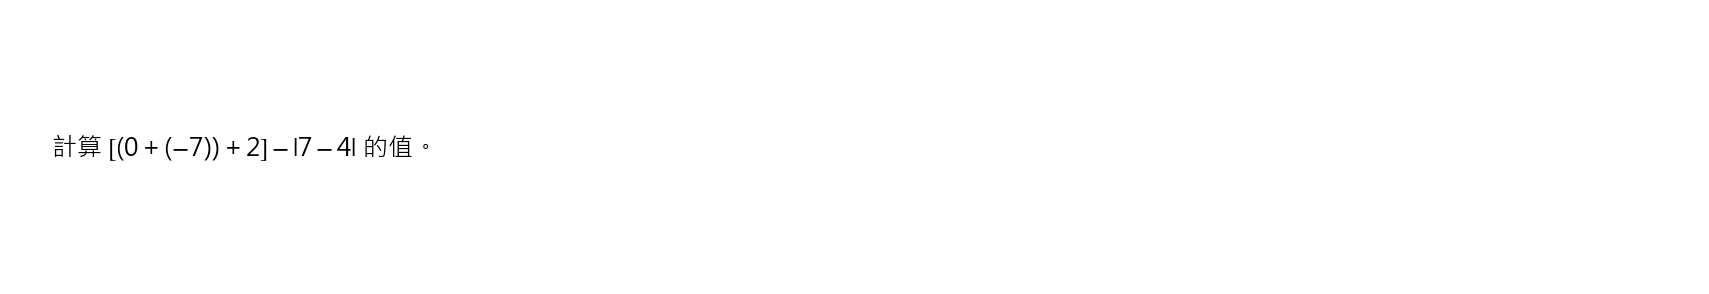 計算 [(0 + (–7)) + 2] – |7 – 4| 的值。